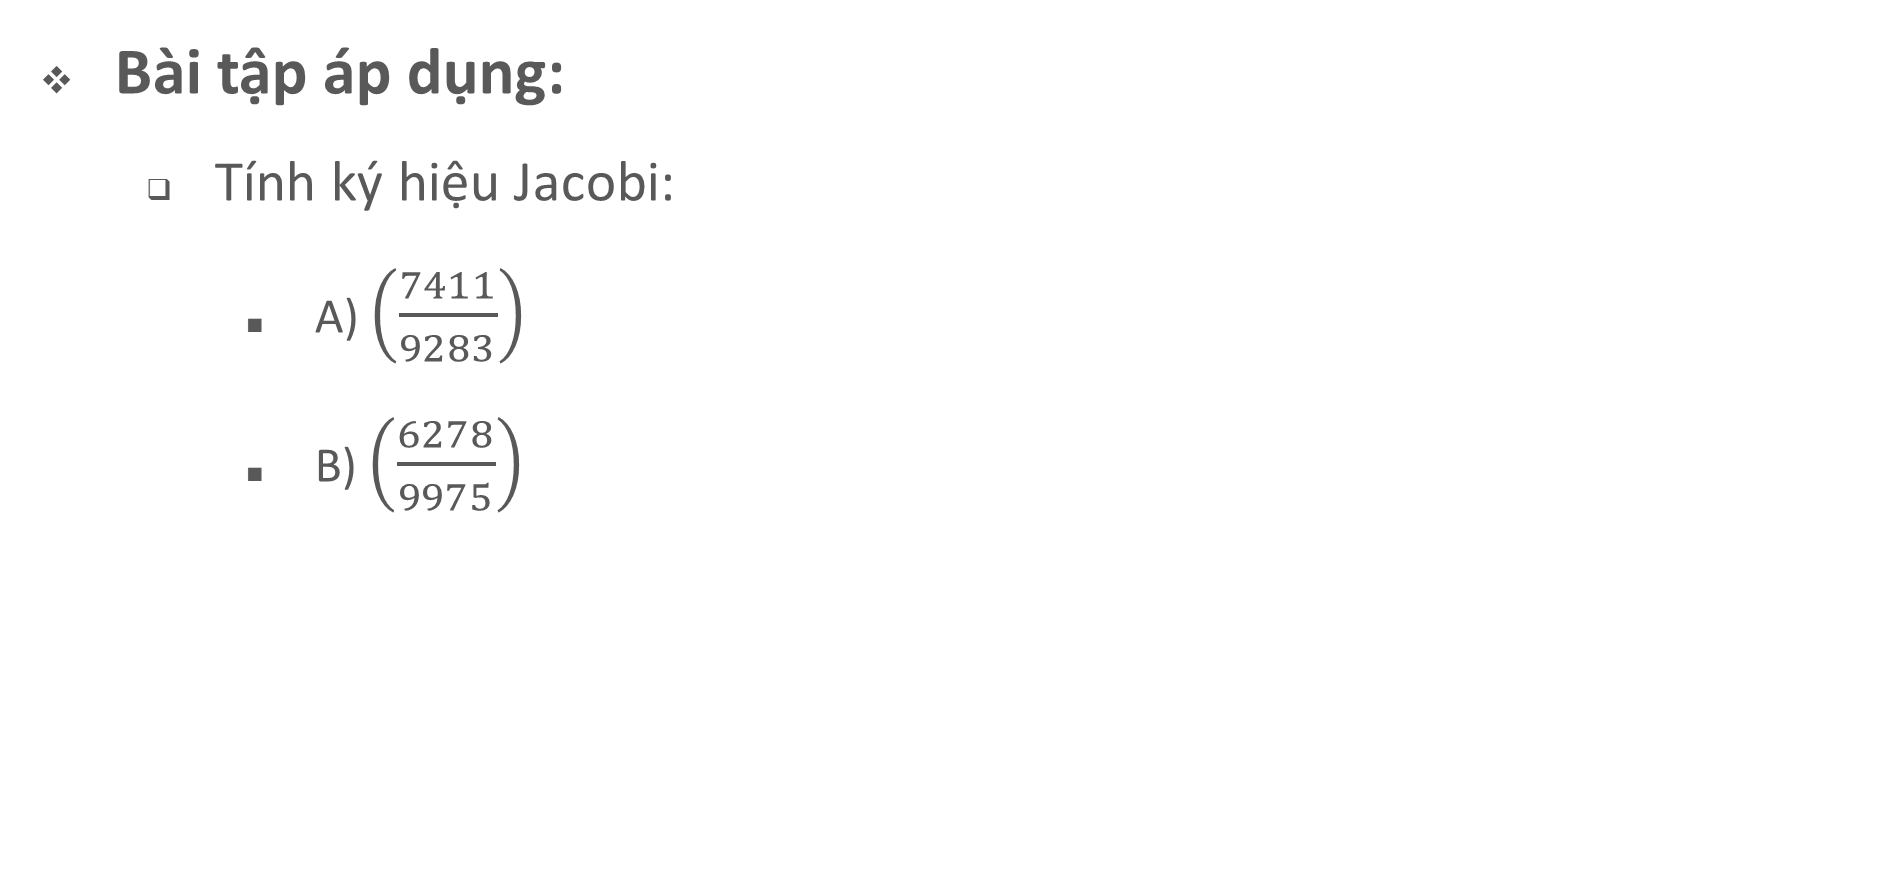 ❖ Bài tập áp dụng:
❑ Tính ký hiệu Jacobi:
▪ A) (7411/9283)
▪ B) (6278/9975)